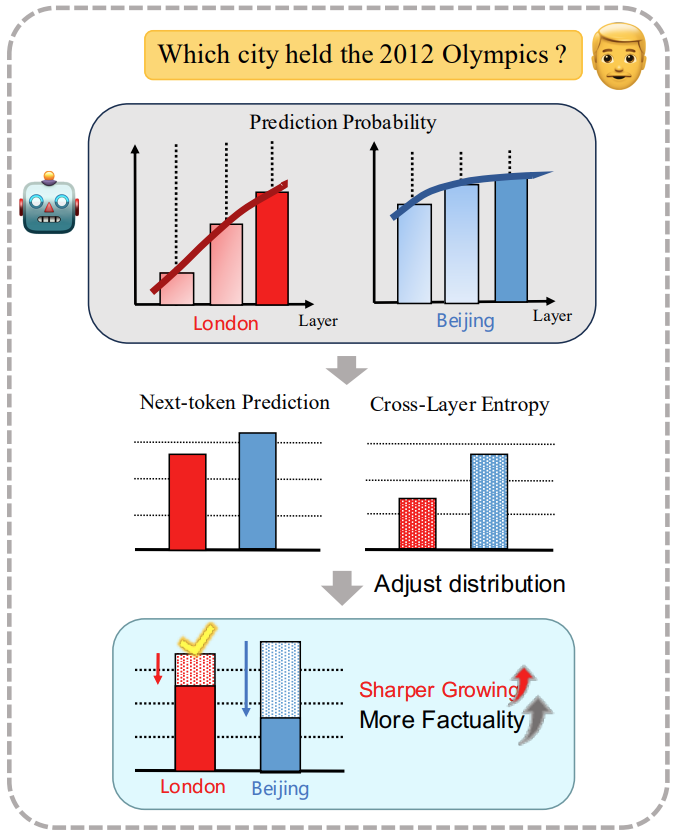 Which city held the 2012 Olympics ?
Prediction Probability
London
Layer
Beijing
Layer
Next-token Prediction
Cross-Layer Entropy
Adjust distribution
Sharper Growing
More Factuality
London
Beijing